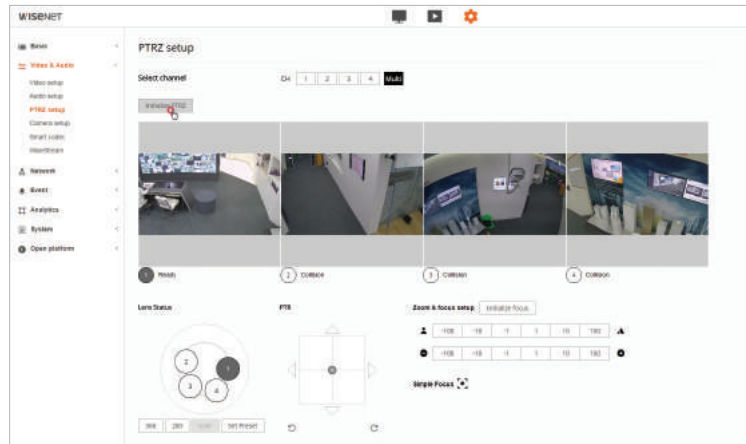 WISENET
Basic
PTRZ setup
Video & Audio
Select channel
CH 1 2 3 4 Multi
Video setup
Audio setup
Initialize PTRZ
PTRZ setup
Camera setup
Smart codec
WiseStream
Network
Event
Analytics
System
Open platform
1 Ready
2 Collision
3 Collision
4 Collision
Lens Status
PTR
Zoom & focus setup Initialize focus
-100 -10 -1 1 10 100
2
1
3
4
-100 -10 -1 1 10 100
Simple Focus
360 Set Preset